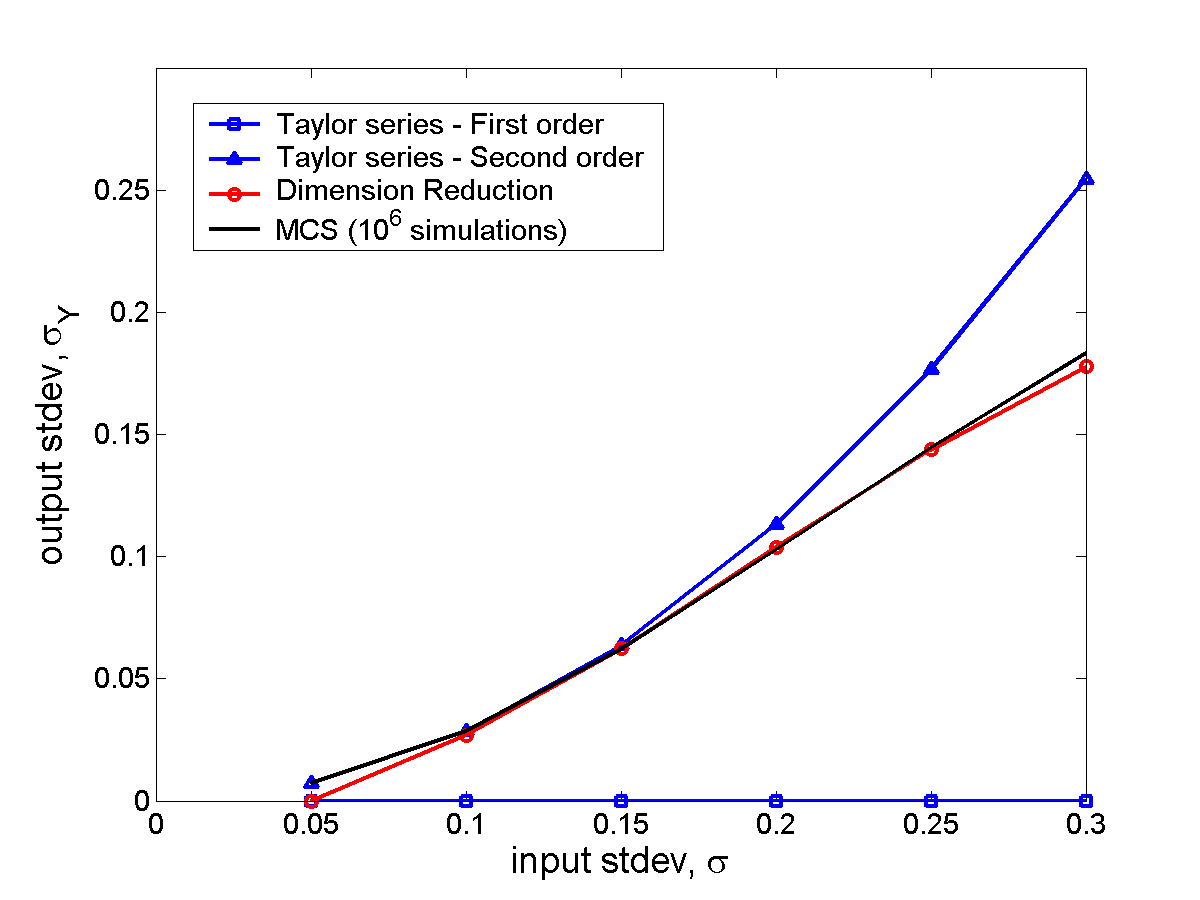 Taylor series - First order
Taylor series - Second order
Dimension Reduction
MCS (10^6 simulations)
output stdev, σ_Y
0.25
0.2
0.15
0.1
0.05
0
0 0.05 0.1 0.15 0.2 0.25 0.3
input stdev, σ